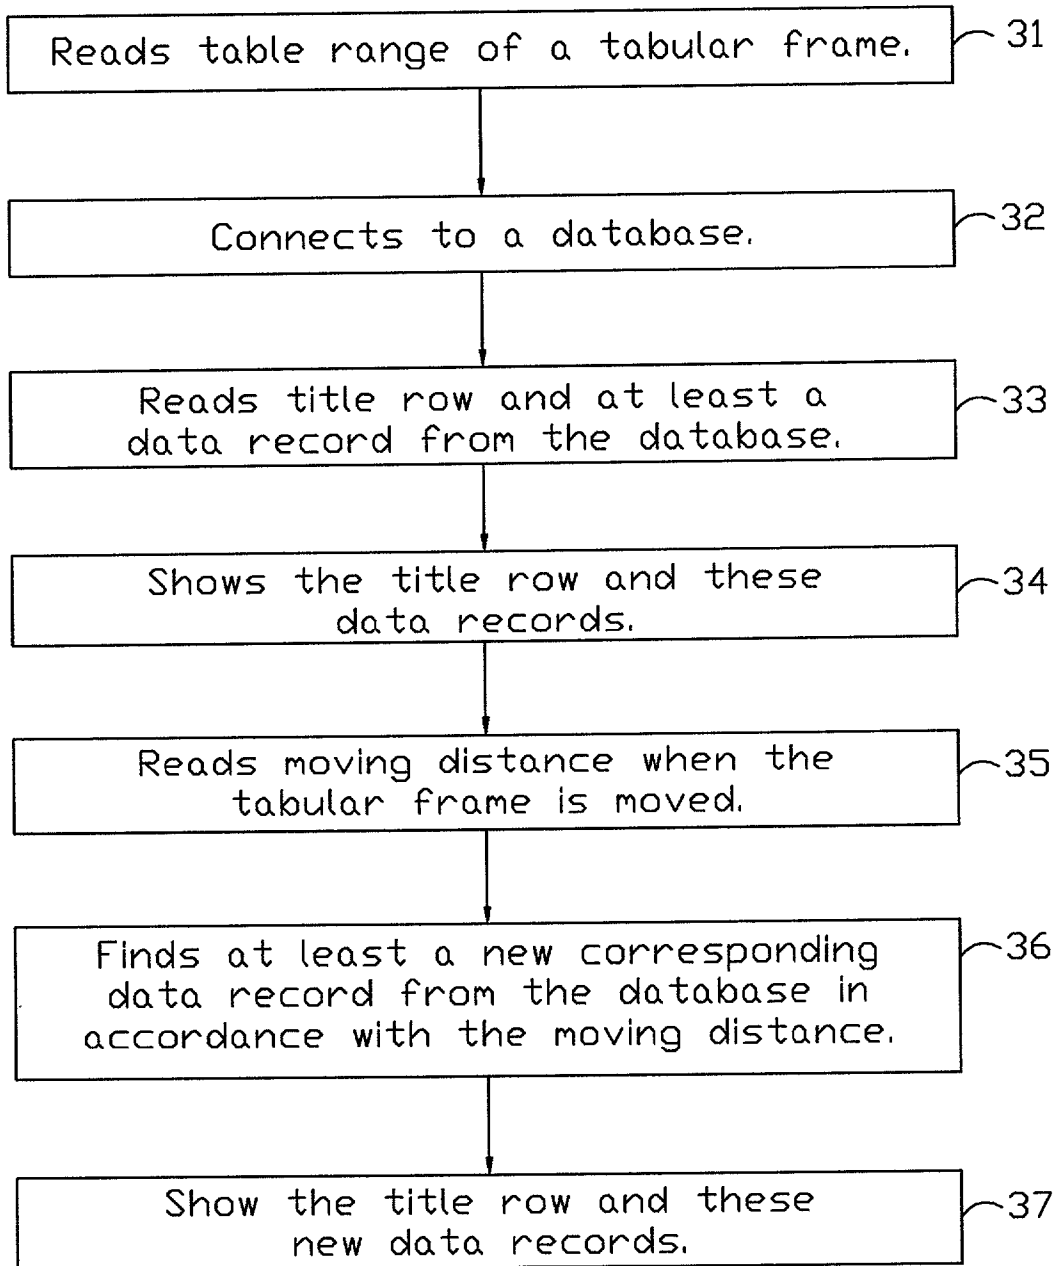 Reads table range of a tabular frame.
31
Connects to a database.
32
Reads title row and at least a
data record from the database.
33
Shows the title row and these
data records.
34
Reads moving distance when the
tabular frame is moved.
35
Finds at least a new corresponding
data record from the database in
accordance with the moving distance.
36
Show the title row and these
new data records.
37